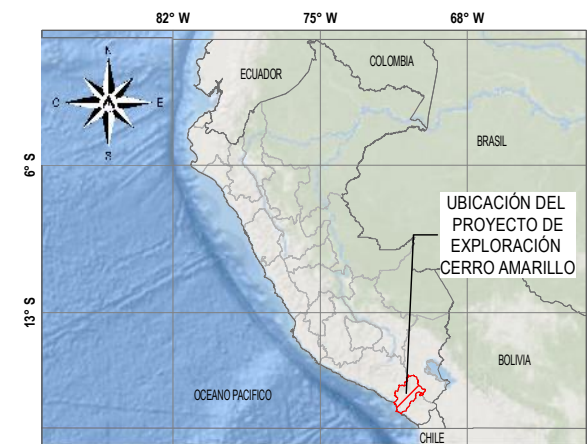 82° W 75° W 68° W
COLOMBIA
ECUADOR
N
O E
S
BRASIL
6° S
UBICACIÓN DEL
PROYECTO DE
EXPLORACIÓN
CERRO AMARILLO
13° S
BOLIVIA
OCEANO PACIFICO
CHILE